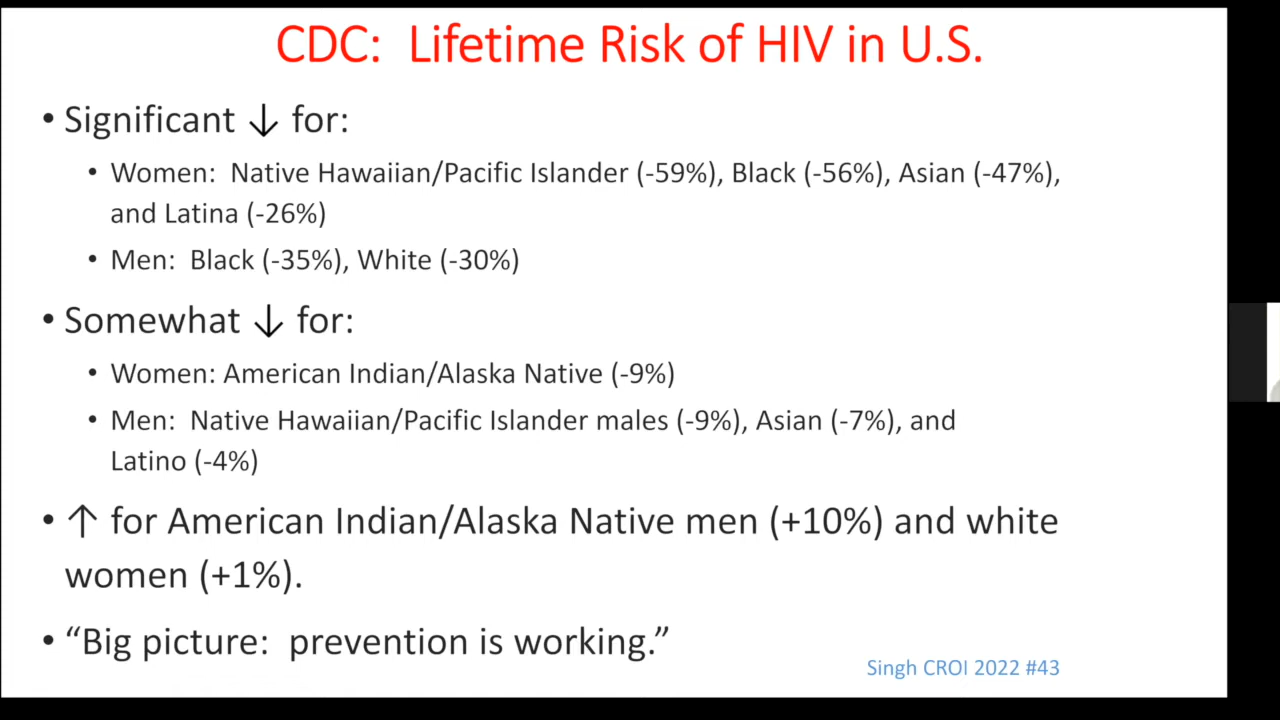 CDC:  Lifetime Risk of HIV in U.S.
• Significant ↓ for:
• Women:  Native Hawaiian/Pacific Islander (-59%), Black (-56%), Asian (-47%),
and Latina (-26%)
• Men:  Black (-35%), White (-30%)
• Somewhat ↓ for:
• Women: American Indian/Alaska Native (-9%)
• Men:  Native Hawaiian/Pacific Islander males (-9%), Asian (-7%), and
Latino (-4%)
• ↑ for American Indian/Alaska Native men (+10%) and white
women (+1%).
• “Big picture:  prevention is working.”
Singh CROI 2022 #43